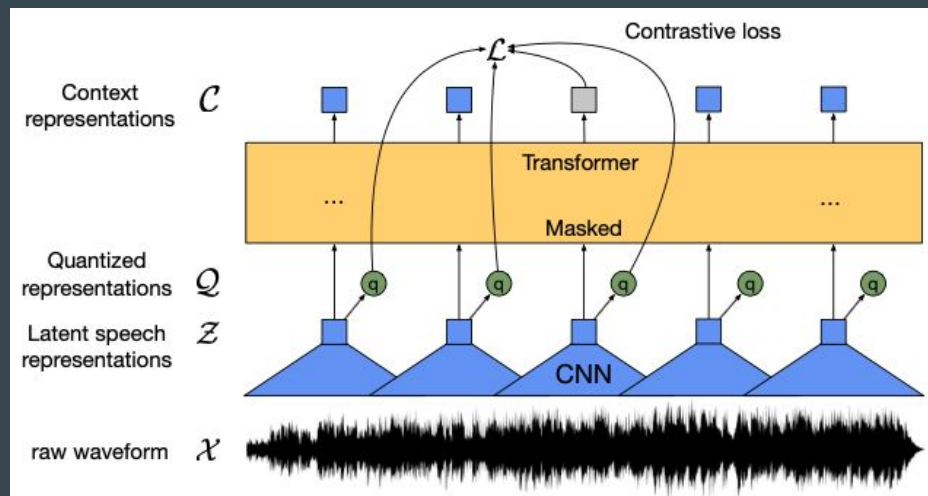 Contrastive loss
ℒ
Context
representations 𝒞
Transformer
... ...
Masked
Quantized
representations 𝒬
q q q q q
Latent speech
representations 𝒵
CNN
raw waveform 𝒳